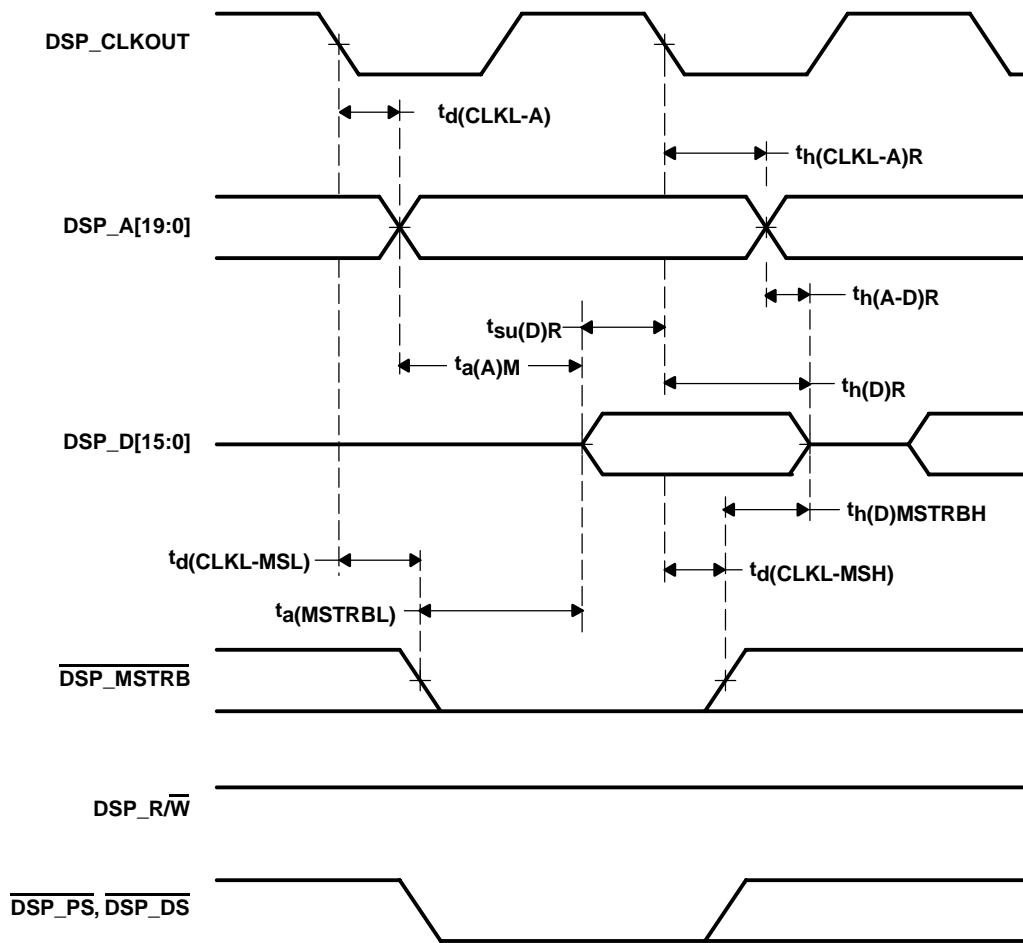 DSP_CLKOUT
td(CLKL-A)
th(CLKL-A)R
DSP_A[19:0]
th(A-D)R
tsu(D)R
ta(A)M
th(D)R
DSP_D[15:0]
th(D)MSTRBH
td(CLKL-MSL)
td(CLKL-MSH)
ta(MSTRBL)
DSP_MSTRB
DSP_R/W
DSP_PS, DSP_DS